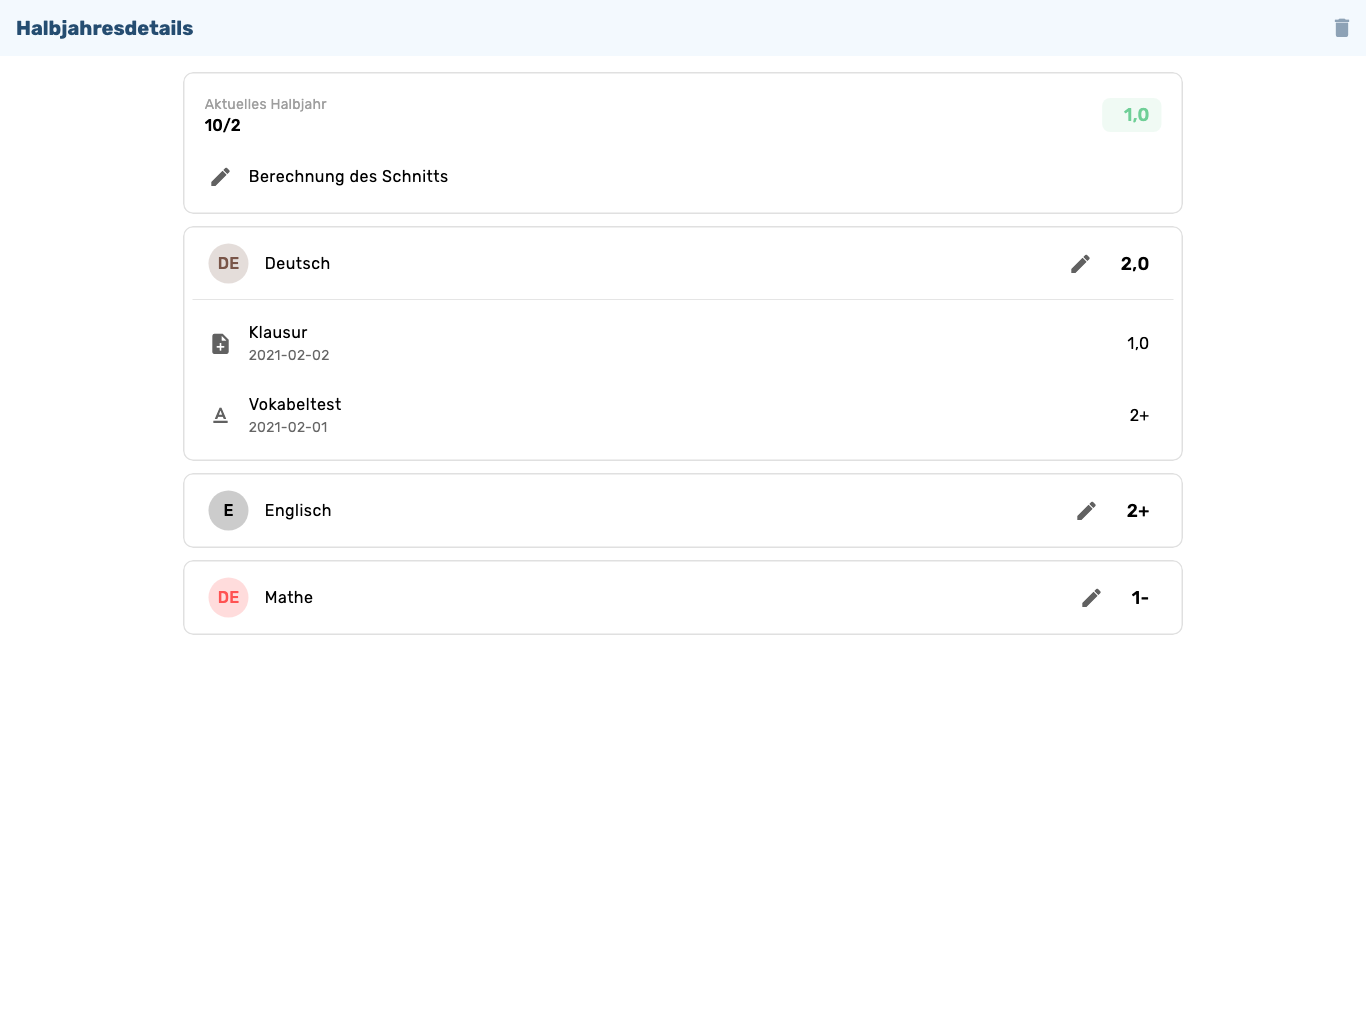 Halbjahresdetails
Aktuelles Halbjahr
10/2
1,0
Berechnung des Schnitts
DE Deutsch 2,0
Klausur
2021-02-02
1,0
Vokabeltest
2021-02-01
2+
E Englisch 2+
DE Mathe 1-